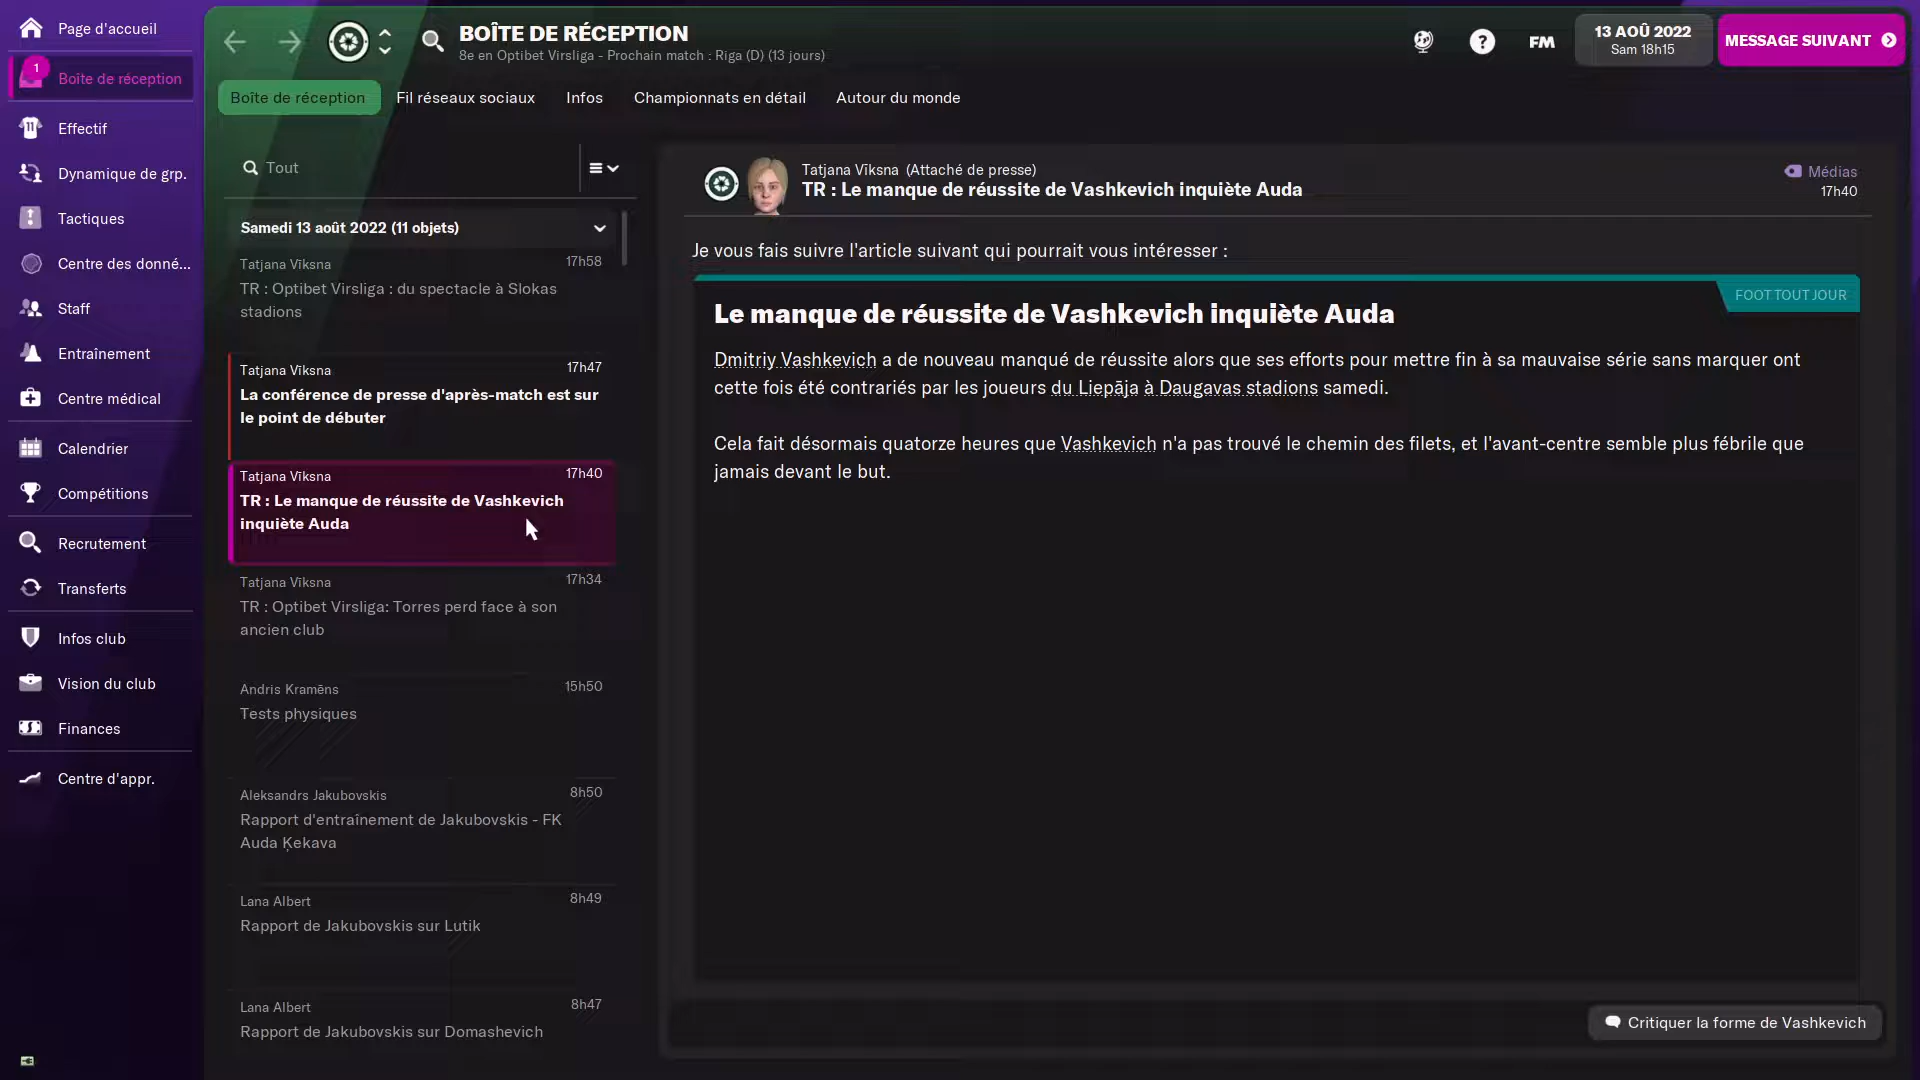 Page d'accueil
1
Boîte de réception
Effectif
Dynamique de grp.
Tactiques
Centre des donné...
Staff
Entraînement
Centre médical
Calendrier
Compétitions
Recrutement
Transferts
Infos club
Vision du club
Finances
Centre d'appr.
BOÎTE DE RÉCEPTION
8e en Optibet Virsliga - Prochain match : Riga (D) (13 jours)
?
FM
13 AOÛ 2022
Sam 18h15
MESSAGE SUIVANT
Boîte de réception
Fil réseaux sociaux
Infos
Championnats en détail
Autour du monde
Tout
Samedi 13 août 2022 (11 objets)
Tatjana Vīksna 17h58
TR : Optibet Virsliga : du spectacle à Slokas
stadions
Tatjana Vīksna 17h47
La conférence de presse d'après-match est sur
le point de débuter
Tatjana Vīksna 17h40
TR : Le manque de réussite de Vashkevich
inquiète Auda
Tatjana Vīksna 17h34
TR : Optibet Virsliga: Torres perd face à son
ancien club
Andris Kramēns 15h50
Tests physiques
Aleksandrs Jakubovskis 8h50
Rapport d'entraînement de Jakubovskis - FK
Auda Ķekava
Lana Albert 8h49
Rapport de Jakubovskis sur Lutik
Lana Albert 8h47
Rapport de Jakubovskis sur Domashevich
Tatjana Vīksna (Attaché de presse)
TR : Le manque de réussite de Vashkevich inquiète Auda
Médias
17h40
Je vous fais suivre l'article suivant qui pourrait vous intéresser :
FOOT TOUT JOUR
Le manque de réussite de Vashkevich inquiète Auda
Dmitriy Vashkevich a de nouveau manqué de réussite alors que ses efforts pour mettre fin à sa mauvaise série sans marquer ont
cette fois été contrariés par les joueurs du Liepāja à Daugavas stadions samedi.
Cela fait désormais quatorze heures que Vashkevich n'a pas trouvé le chemin des filets, et l'avant-centre semble plus fébrile que
jamais devant le but.
Critiquer la forme de Vashkevich